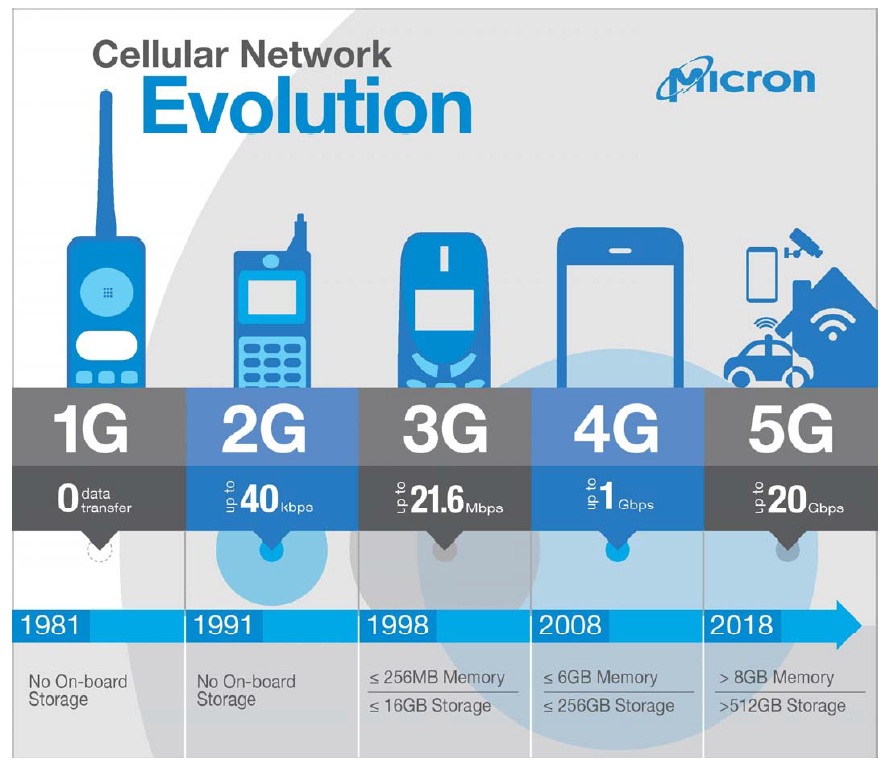 Cellular Network
Evolution
Micron
1G
2G
3G
4G
5G
0 data transfer
up to 40 kbps
up to 21.6 Mbps
up to 1 Gbps
up to 20 Gbps
1981
1991
1998
2008
2018
No On-board
Storage
No On-board
Storage
≤ 256MB Memory
≤ 16GB Storage
≤ 6GB Memory
≤ 256GB Storage
> 8GB Memory
>512GB Storage